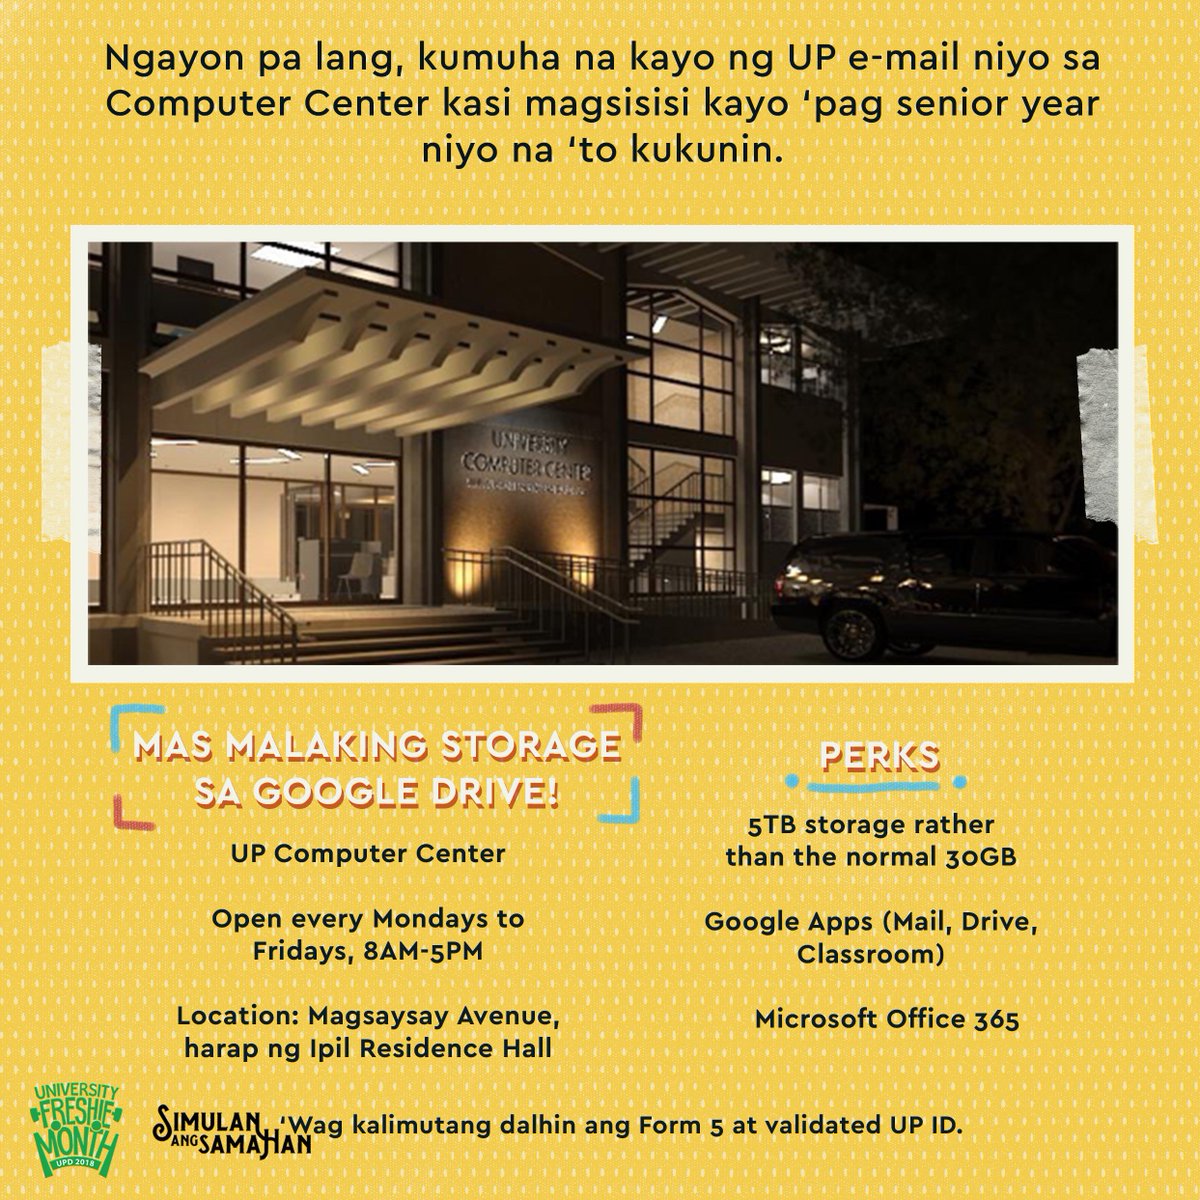 Ngayon pa lang, kumuha na kayo ng UP e-mail niyo sa
Computer Center kasi magsisisi kayo ‘pag senior year
niyo na ‘to kukunin.
UNIVERSITY
COMPUTER CENTER
MAS MALAKING STORAGE
SA GOOGLE DRIVE!
UP Computer Center
Open every Mondays to
Fridays, 8AM-5PM
Location: Magsaysay Avenue,
harap ng Ipil Residence Hall
PERKS
5TB storage rather
than the normal 30GB
Google Apps (Mail, Drive,
Classroom)
Microsoft Office 365
UNIVERSITY
FRESHIE
MONTH
UPD 2018
SIMULAN
ANG SAMAHAN
‘Wag kalimutang dalhin ang Form 5 at validated UP ID.